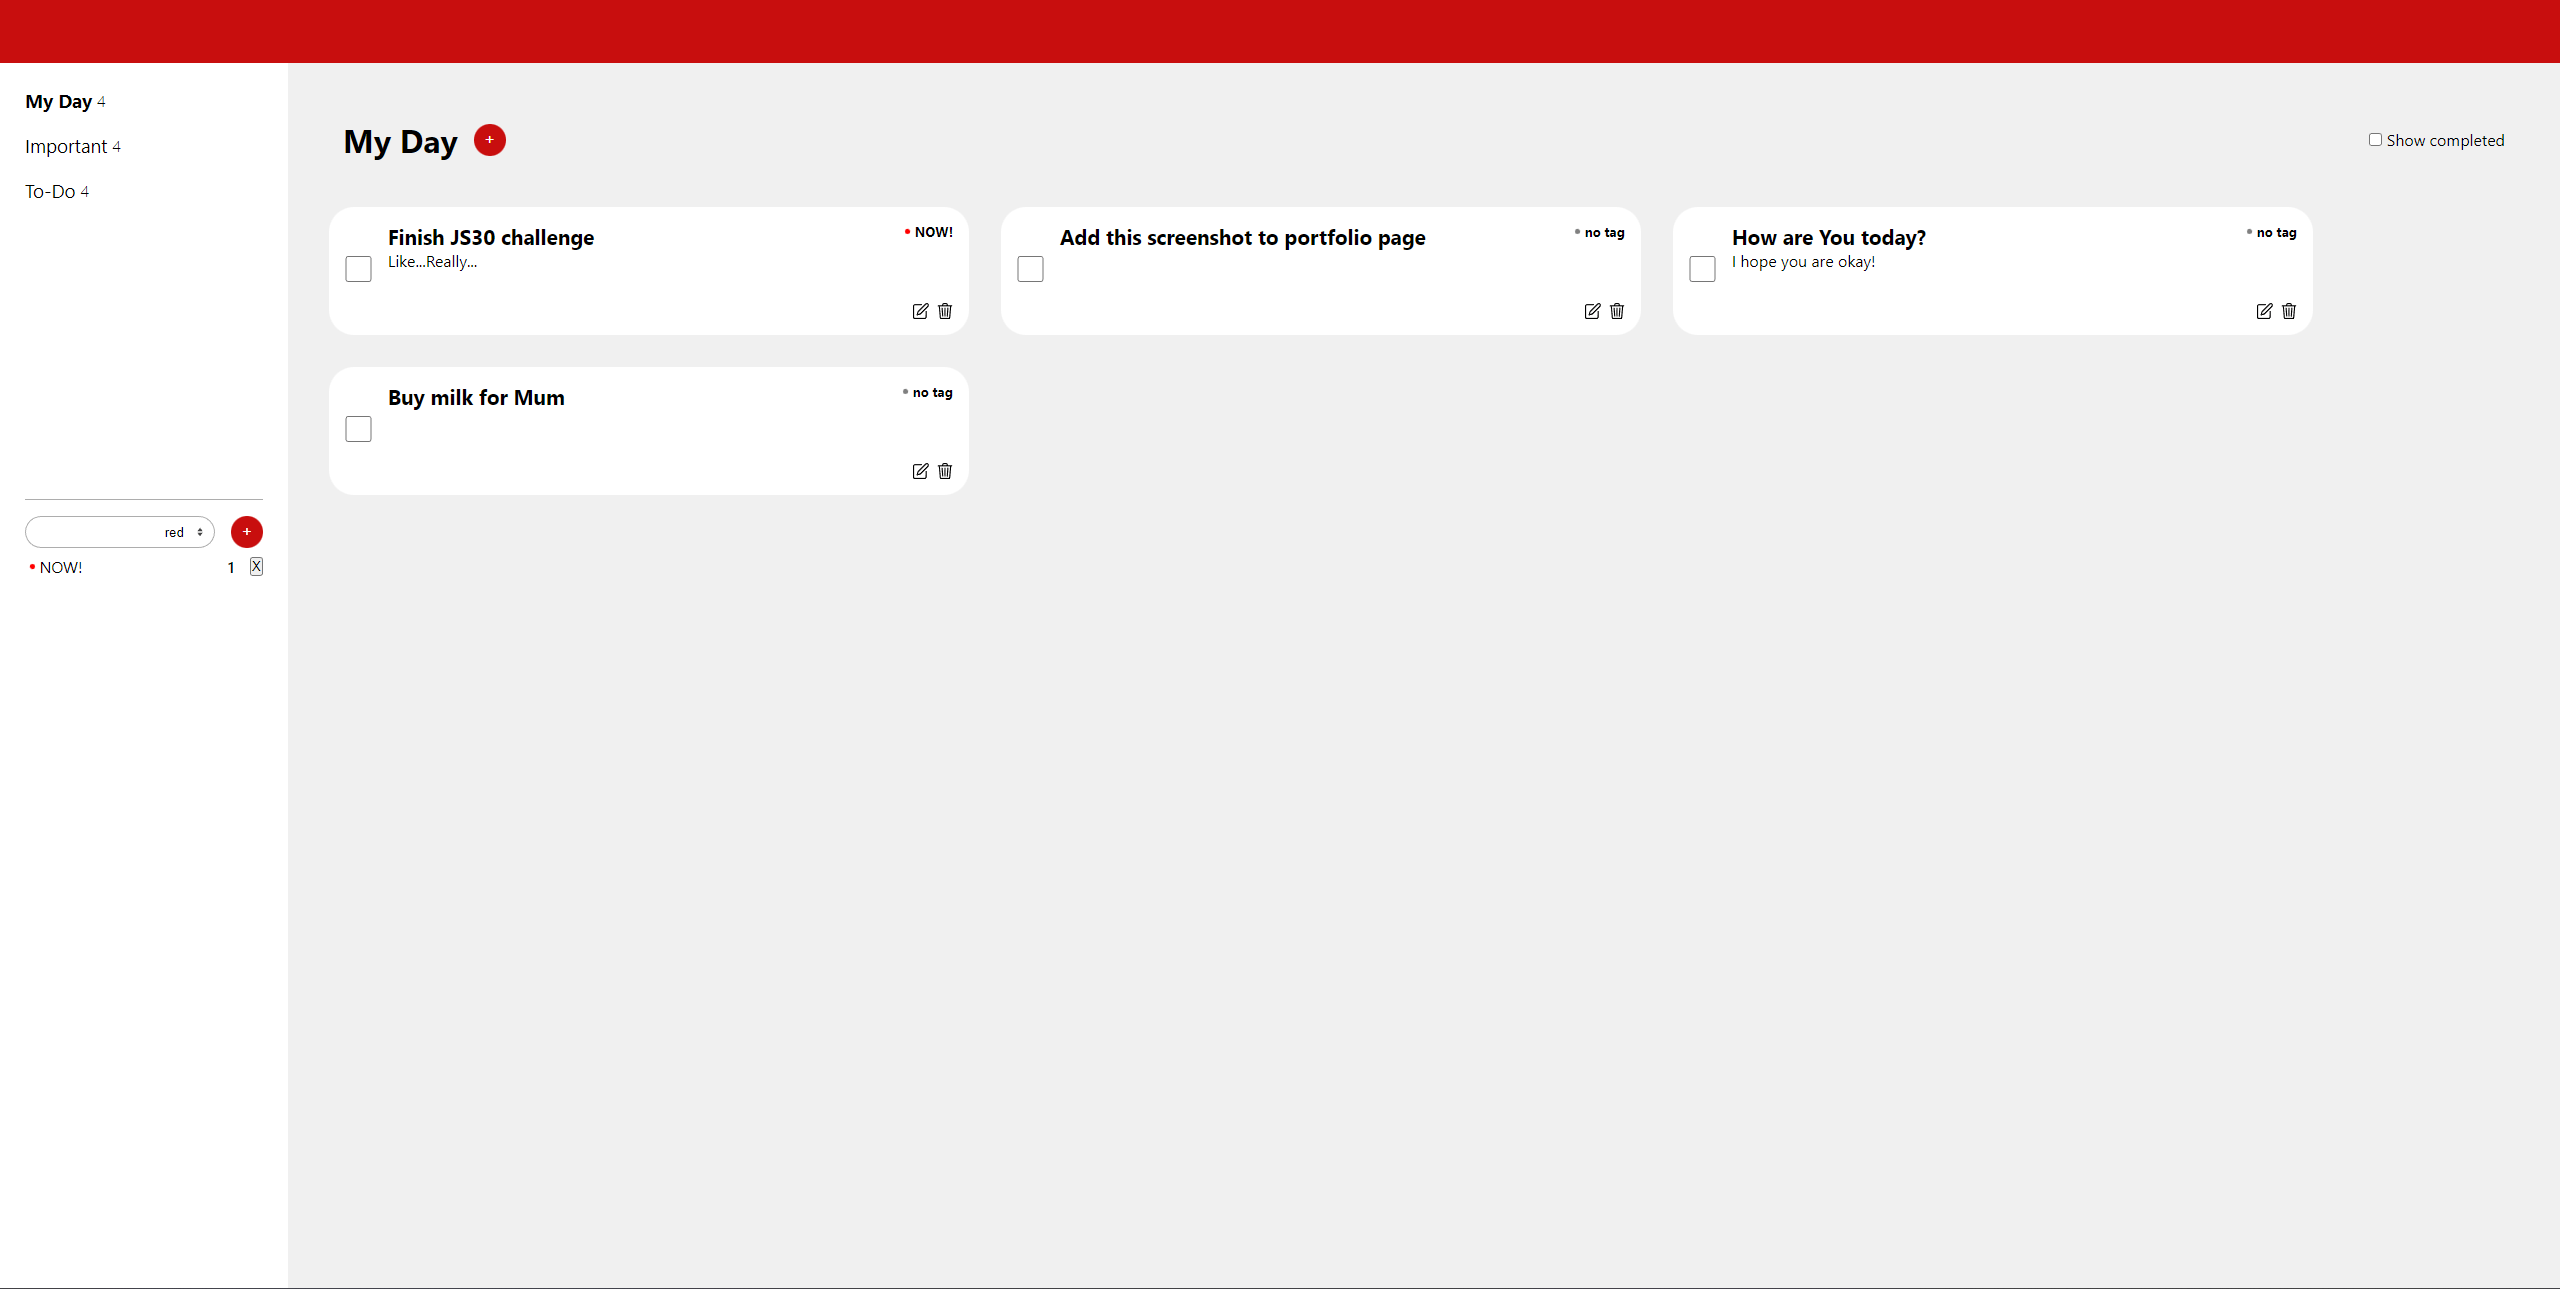 My Day 4
Important 4
To-Do 4
red
+
NOW!
1
X
My Day
+
Show completed
Finish JS30 challenge
NOW!
Like...Really...
Add this screenshot to portfolio page
no tag
How are You today?
no tag
I hope you are okay!
Buy milk for Mum
no tag